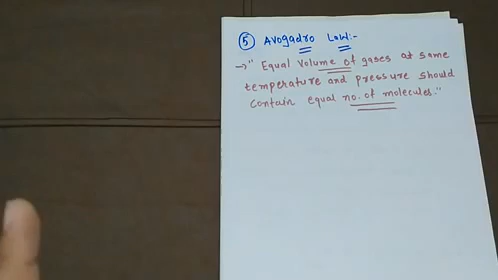 ⑤ Avogadro Law:-
→" Equal Volume of gases at same
temperature and pressure should
contain equal no. of molecules."